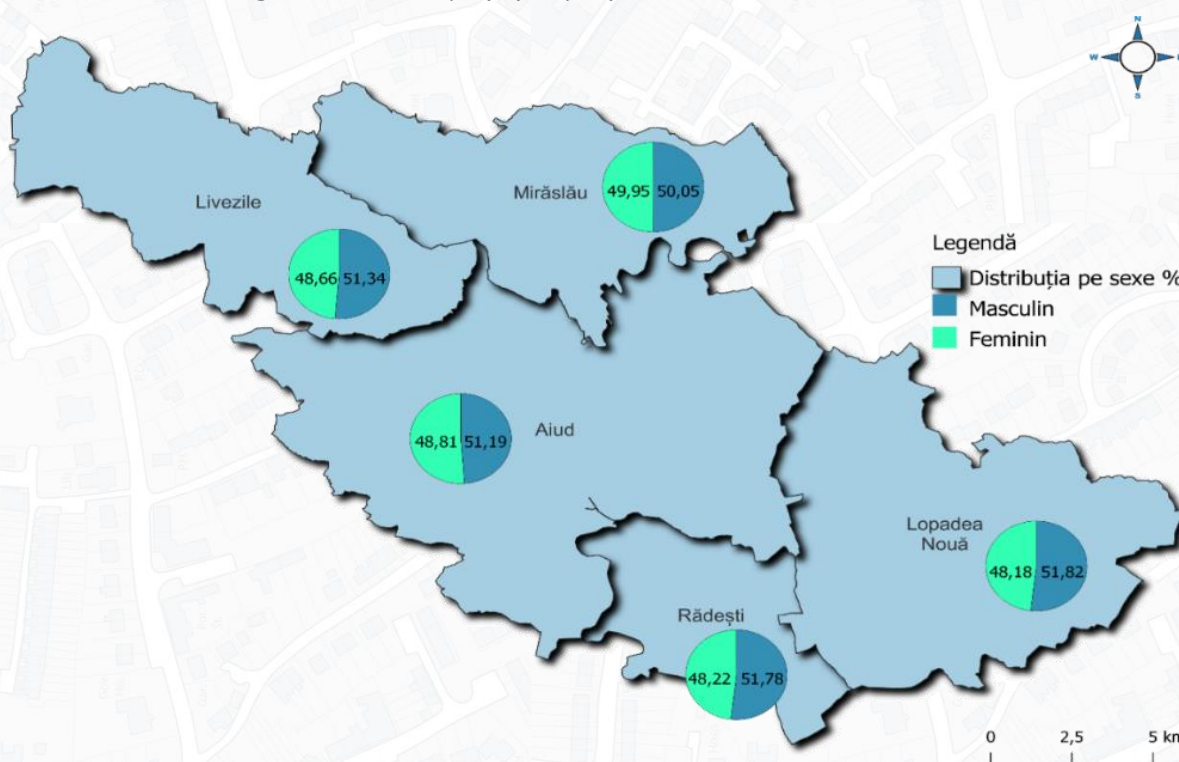 N
W
S
Livezile
48,66 51,34
Mirăslău
49,95 50,05
Legendă
Distribuția pe sexe %
Masculin
Feminin
48,81 51,19
Aiud
Lopadea
Nouă
48,18 51,82
Rădești
48,22 51,78
0 2,5 5 km